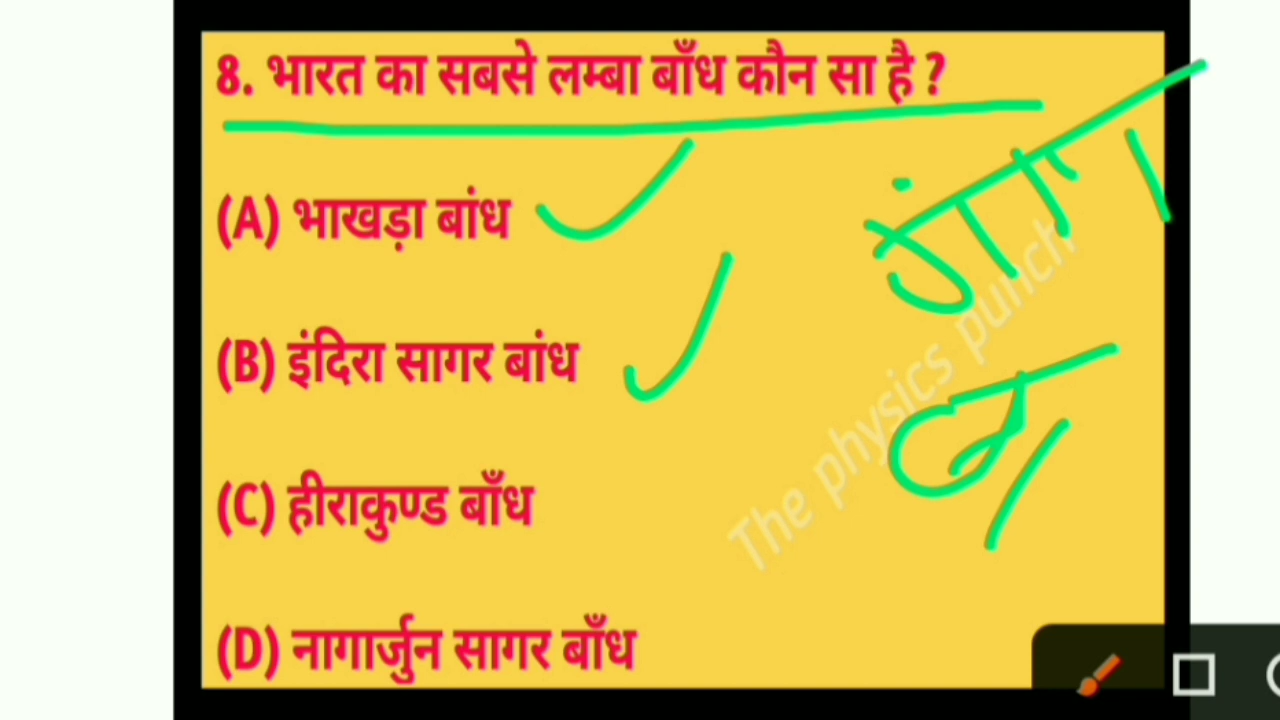 8. भारत का सबसे लम्बा बाँध कौन सा है ?
(A) भाखड़ा बांध
(B) इंदिरा सागर बांध
(C) हीराकुण्ड बाँध
(D) नागार्जुन सागर बाँध
The physics punch